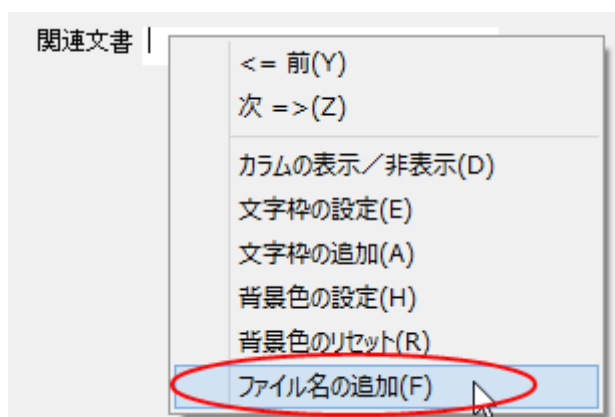 関連文書
<= 前(Y)
次 =>(Z)
カラムの表示／非表示(D)
文字枠の設定(E)
文字枠の追加(A)
背景色の設定(H)
背景色のリセット(R)
ファイル名の追加(F)